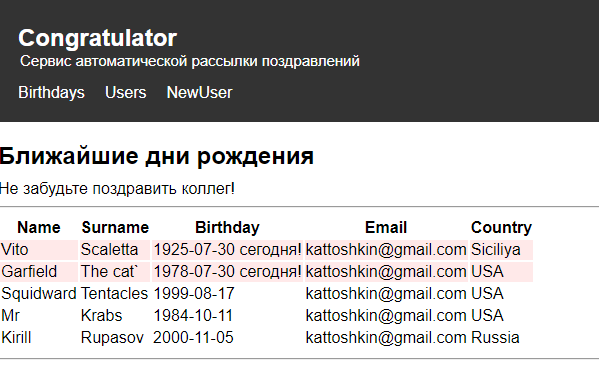 Congratulator
Сервис автоматической рассылки поздравлений
Birthdays Users NewUser
Ближайшие дни рождения
Не забудьте поздравить коллег!
Name Surname Birthday Email Country
Vito Scaletta 1925-07-30 сегодня! kattoshkin@gmail.com Siciliya
Garfield The cat` 1978-07-30 сегодня! kattoshkin@gmail.com USA
Squidward Tentacles 1999-08-17 kattoshkin@gmail.com USA
Mr Krabs 1984-10-11 kattoshkin@gmail.com USA
Kirill Rupasov 2000-11-05 kattoshkin@gmail.com Russia